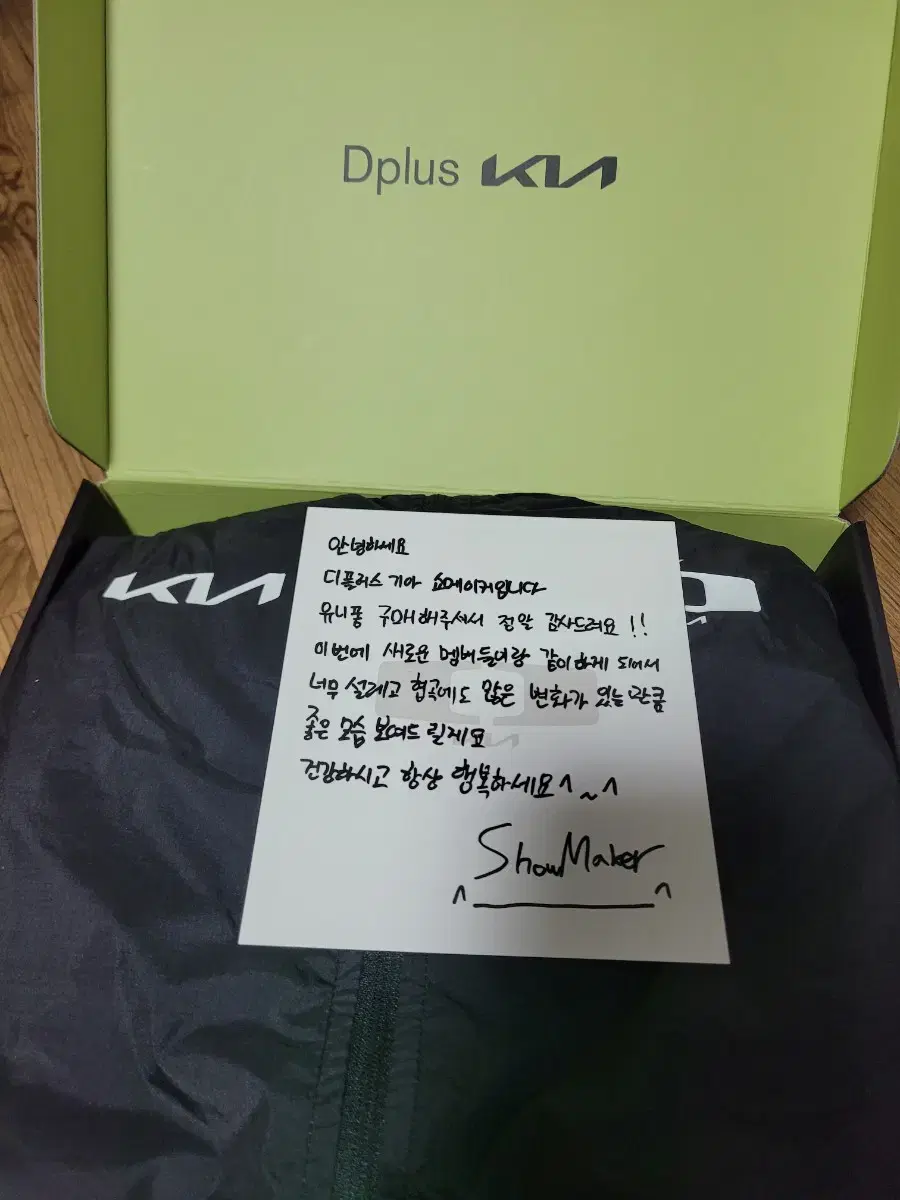 Dplus KIA
KIA
안녕하세요
디플러스 기아 쇼메이커입니다
유니폼 구매해주셔서 정말 감사드려요 !!
이번에 새로운 멤버들이랑 같이하게 되어서
너무 설레고 협곡에도 많은 변화가 있는만큼
좋은 모습 보여드릴게요
건강하시고 항상 행복하세요^~^
ShowMaker
^ ^